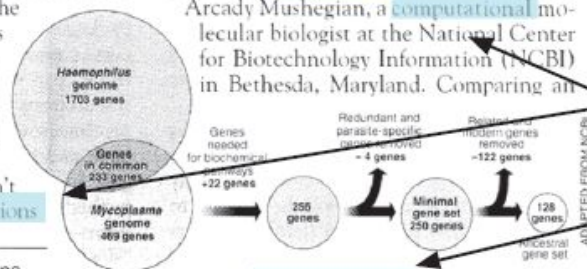 he
s
Arcady Mushegian, a computational mo-
lecular biologist at the National Center
for Biotechnology Information (NCBI)
in Bethesda, Maryland. Comparing an
Haemophilus
genome
1703 genes
Genes
in common
233 genes
Mycoplasma
genome
469 genes
Genes
needed
for biochemical
pathways
+22 genes
255
genes
Redundant and
parasite-specific
genes removed
– 4 genes
Minimal
gene set
250 genes
Related and
modern genes
removed
–122 genes
128
genes
Ancestral
gene set
ADAPTED FROM NCBI
n't
ions